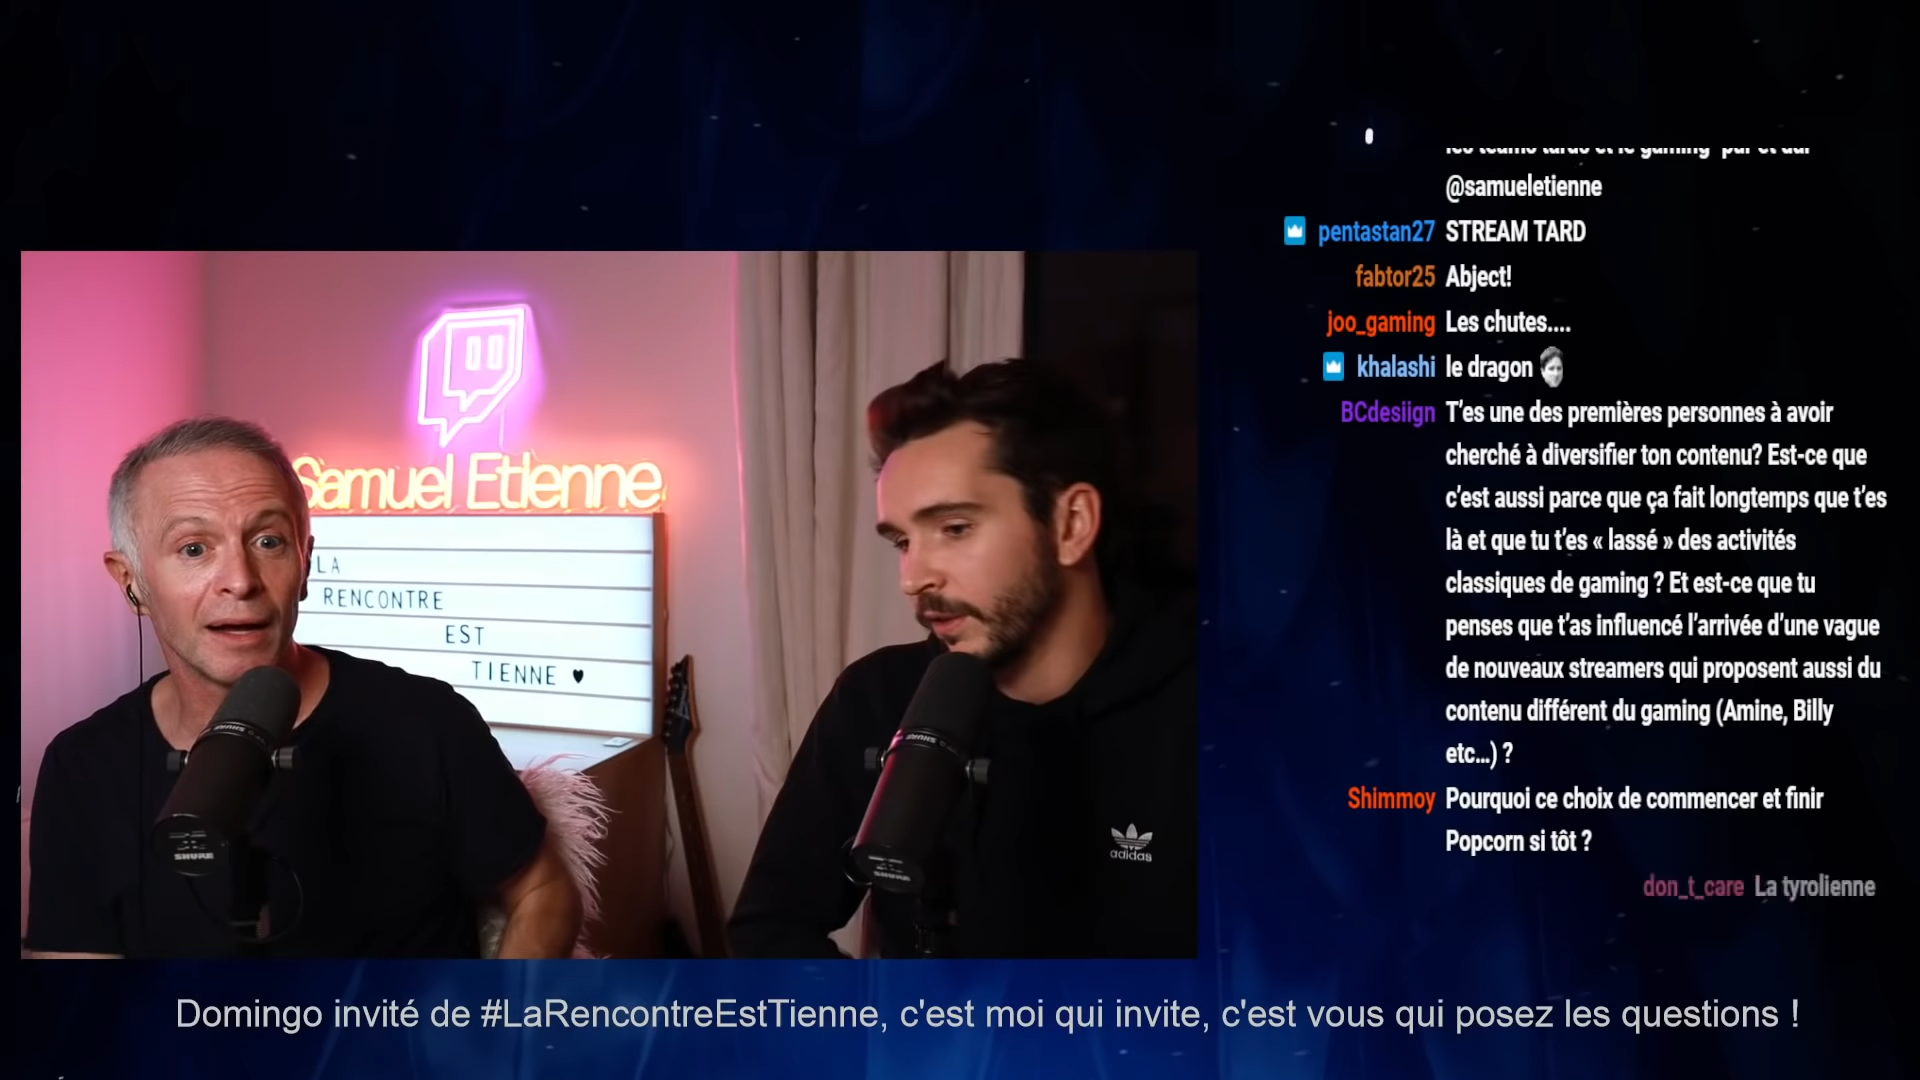 @samueletienne
pentastan27 STREAM TARD
fabtor25 Abject!
joo_gaming Les chutes....
khalashi le dragon
BCdesiign T'es une des premières personnes à avoir
cherché à diversifier ton contenu? Est-ce que
c'est aussi parce que ça fait longtemps que t'es
là et que tu t'es « lassé » des activités
classiques de gaming ? Et est-ce que tu
penses que t'as influencé l'arrivée d'une vague
de nouveaux streamers qui proposent aussi du
contenu différent du gaming (Amine, Billy
etc...) ?
Shimmoy Pourquoi ce choix de commencer et finir
Popcorn si tôt ?
don_t_care La tyrolienne
Samuel Etienne
LA
RENCONTRE
EST
TIENNE ♥
SHURE
SHURE
SHURE
SHURE
adidas
Domingo invité de #LaRencontreEstTienne, c'est moi qui invite, c'est vous qui posez les questions !